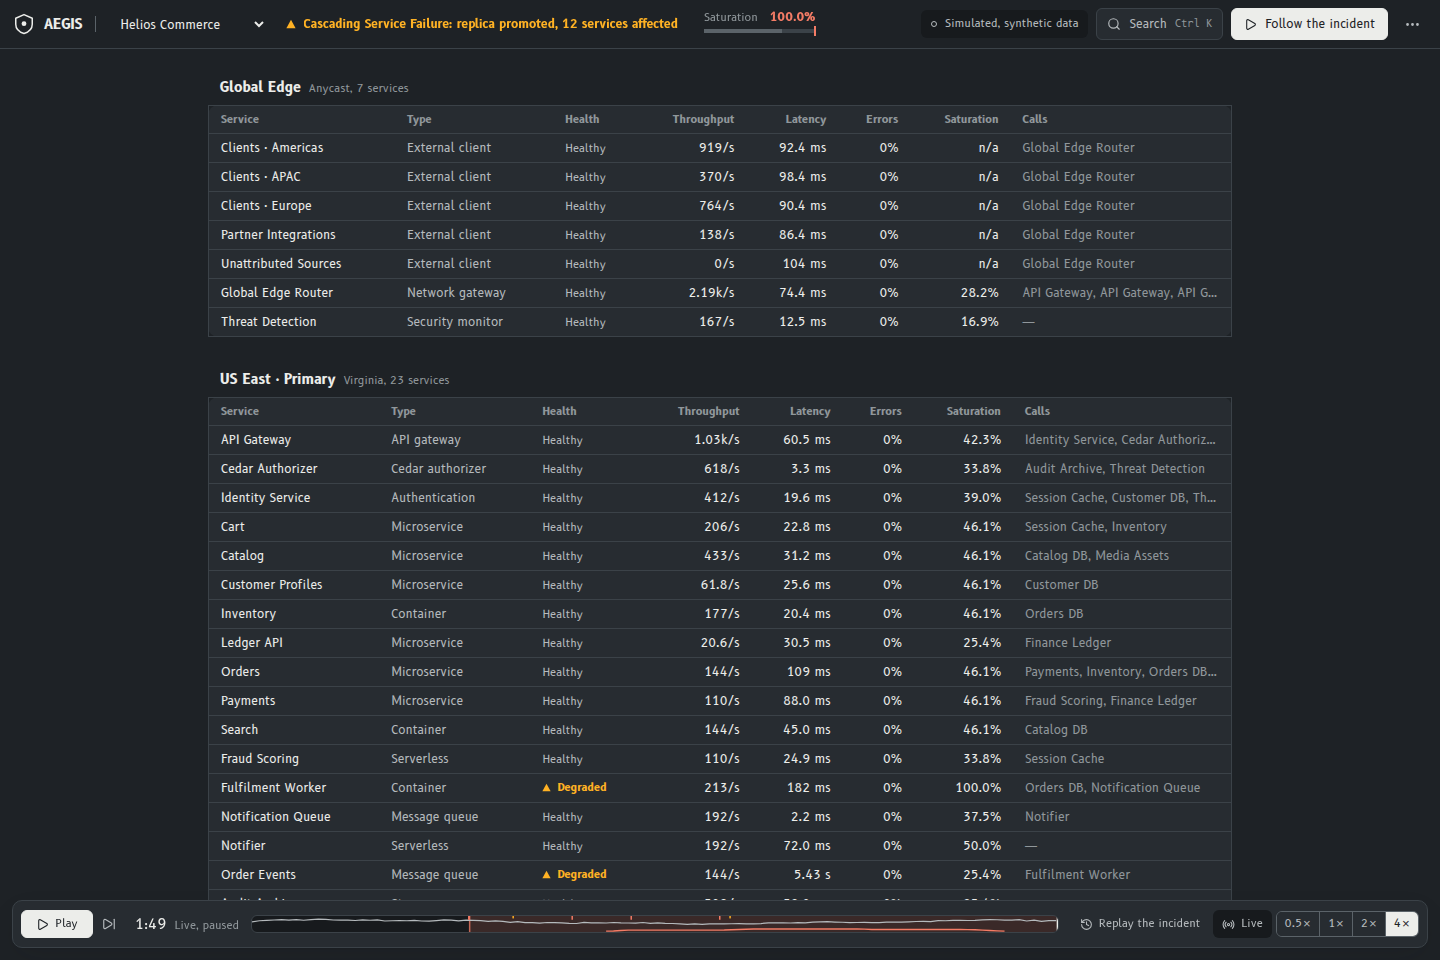 AEGIS Helios Commerce Cascading Service Failure: replica promoted, 12 services affected Saturation 100.0% Simulated, synthetic data Search Ctrl K Follow the incident
Global Edge Anycast, 7 services
Service Type Health Throughput Latency Errors Saturation Calls
Clients · Americas External client Healthy 919/s 92.4 ms 0% n/a Global Edge Router
Clients · APAC External client Healthy 370/s 98.4 ms 0% n/a Global Edge Router
Clients · Europe External client Healthy 764/s 90.4 ms 0% n/a Global Edge Router
Partner Integrations External client Healthy 138/s 86.4 ms 0% n/a Global Edge Router
Unattributed Sources External client Healthy 0/s 104 ms 0% n/a Global Edge Router
Global Edge Router Network gateway Healthy 2.19k/s 74.4 ms 0% 28.2% API Gateway, API Gateway, API G...
Threat Detection Security monitor Healthy 167/s 12.5 ms 0% 16.9% —
US East · Primary Virginia, 23 services
Service Type Health Throughput Latency Errors Saturation Calls
API Gateway API gateway Healthy 1.03k/s 60.5 ms 0% 42.3% Identity Service, Cedar Authoriz...
Cedar Authorizer Cedar authorizer Healthy 618/s 3.3 ms 0% 33.8% Audit Archive, Threat Detection
Identity Service Authentication Healthy 412/s 19.6 ms 0% 39.0% Session Cache, Customer DB, Th...
Cart Microservice Healthy 206/s 22.8 ms 0% 46.1% Session Cache, Inventory
Catalog Microservice Healthy 433/s 31.2 ms 0% 46.1% Catalog DB, Media Assets
Customer Profiles Microservice Healthy 61.8/s 25.6 ms 0% 46.1% Customer DB
Inventory Container Healthy 177/s 20.4 ms 0% 46.1% Orders DB
Ledger API Microservice Healthy 20.6/s 30.5 ms 0% 25.4% Finance Ledger
Orders Microservice Healthy 144/s 109 ms 0% 46.1% Payments, Inventory, Orders DB...
Payments Microservice Healthy 110/s 88.0 ms 0% 46.1% Fraud Scoring, Finance Ledger
Search Container Healthy 144/s 45.0 ms 0% 46.1% Catalog DB
Fraud Scoring Serverless Healthy 110/s 24.9 ms 0% 33.8% Session Cache
Fulfilment Worker Container Degraded 213/s 182 ms 0% 100.0% Orders DB, Notification Queue
Notification Queue Message queue Healthy 192/s 2.2 ms 0% 37.5% Notifier
Notifier Serverless Healthy 192/s 72.0 ms 0% 50.0% —
Order Events Message queue Degraded 144/s 5.43 s 0% 25.4% Fulfilment Worker
Play 1:49 Live, paused Replay the incident Live 0.5× 1× 2× 4×